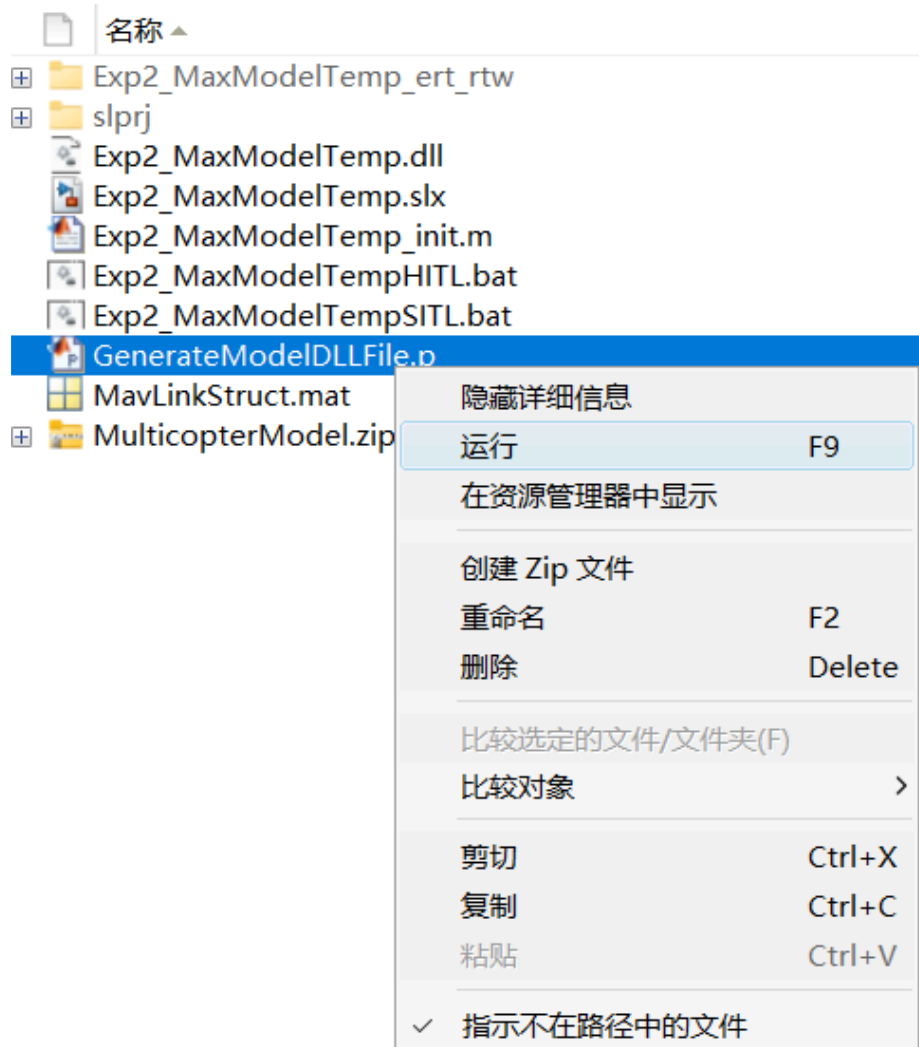 名称
Exp2_MaxModelTemp_ert_rtw
slprj
Exp2_MaxModelTemp.dll
Exp2_MaxModelTemp.slx
Exp2_MaxModelTemp_init.m
Exp2_MaxModelTempHITL.bat
Exp2_MaxModelTempSITL.bat
GenerateModelDLLFile.p
MavLinkStruct.mat
MulticopterModel.zip
隐藏详细信息
运行 F9
在资源管理器中显示
创建 Zip 文件
重命名 F2
删除 Delete
比较选定的文件/文件夹(F)
比较对象
剪切 Ctrl+X
复制 Ctrl+C
粘贴 Ctrl+V
指示不在路径中的文件